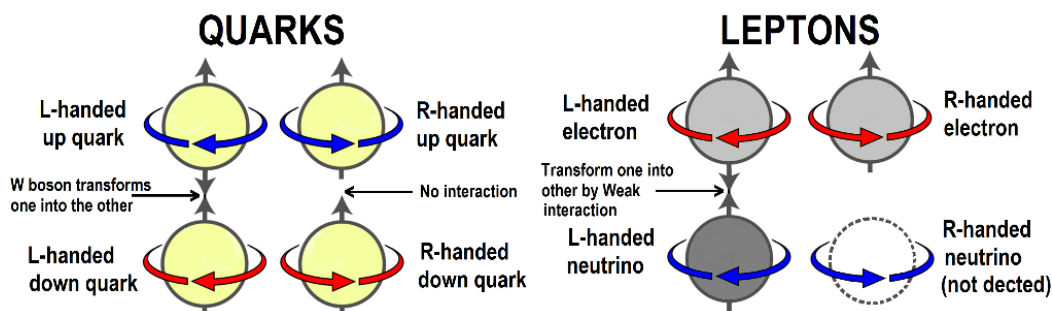 QUARKS
L-handed
up quark
R-handed
up quark
W boson transforms
one into the other
No interaction
L-handed
down quark
R-handed
down quark
LEPTONS
L-handed
electron
R-handed
electron
Transform one into
other by Weak
interaction
L-handed
neutrino
R-handed
neutrino
(not dected)